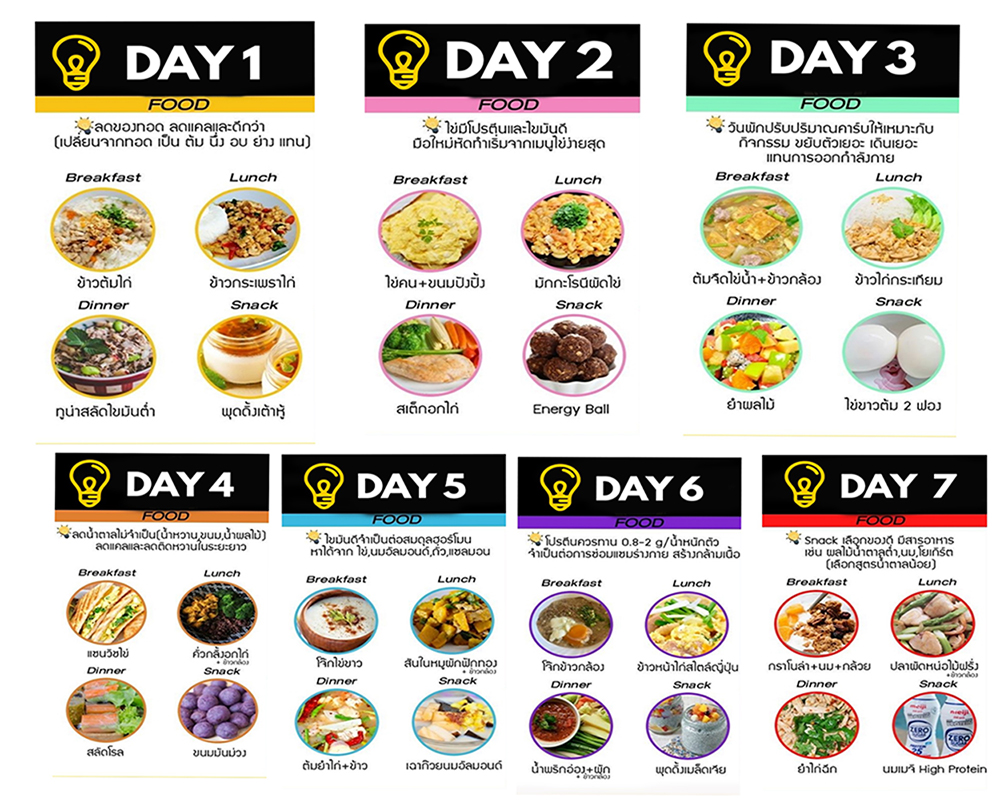 DAY 1
FOOD
ลดของทอด ลดแคลและดีกว่า
(เปลี่ยนจากทอด เป็น ต้ม นึ่ง อบ ย่าง แทน)
Breakfast
Lunch
ข้าวต้มไก่
ข้าวกระเพราไก่
Dinner
Snack
ทูน่าสลัดไขมันต่ำ
พุดดิ้งเต้าหู้
DAY 2
FOOD
ไข่มีโปรตีนและไขมันดี
มือใหม่หัดทำเริ่มจากเมนูไข่ง่ายสุด
Breakfast
Lunch
ไข่คน+ขนมปังปิ้ง
มักกะโรนีผัดไข่
Dinner
Snack
สเต็กอกไก่
Energy Ball
DAY 3
FOOD
วันพักปรับปริมาณคาร์บให้เหมาะกับ
กิจกรรม ขยับตัวเยอะ เดินเยอะ
แทนการออกกำลังกาย
Breakfast
Lunch
ต้มจืดไข่น้ำ+ข้าวกล้อง
ข้าวไก่กระเทียม
Dinner
Snack
ยำผลไม้
ไข่ขาวต้ม 2 ฟอง
DAY 4
FOOD
ลดน้ำตาลไม่จำเป็น(น้ำหวาน,ขนม,น้ำผลไม้)
ลดแคลและลดติดหวานในระยะยาว
Breakfast
Lunch
แซนวิชไข่
คั่วกลิ้งอกไก่
+ ข้าวกล้อง
Dinner
Snack
สลัดโรล
ขนมมันม่วง
DAY 5
FOOD
ไขมันดีจำเป็นต่อสมดุลฮอร์โมน
หาได้จาก ไข่,นมอัลมอนด์,ถั่ว,แซลมอน
Breakfast
Lunch
โจ๊กไข่ขาว
สันในหมูผัดฟักทอง
+ ข้าวกล้อง
Dinner
Snack
ต้มยำไก่+ข้าว
เฉาก๊วยนมอัลมอนด์
DAY 6
FOOD
โปรตีนควรทาน 0.8-2 g/น้ำหนักตัว
จำเป็นต่อการซ่อมแซมร่างกาย สร้างกล้ามเนื้อ
Breakfast
Lunch
โจ๊กข้าวกล้อง
ข้าวหน้าไก่สไตล์ญี่ปุ่น
Dinner
Snack
น้ำพริกอ่อง+ผัก
+ ข้าวกล้อง
พุดดิ้งเมล็ดเจีย
DAY 7
FOOD
Snack เลือกของดี มีสารอาหาร
เช่น ผลไม้น้ำตาลต่ำ,นม,โยเกิร์ต
(เลือกสูตรน้ำตาลน้อย)
Breakfast
Lunch
กราโนล่า+นม+กล้วย
ปลาผัดหน่อไม้ฝรั่ง
+ข้าวกล้อง
Dinner
Snack
ZERO
ZERO
ยำไก่ฉีก
นมเมจิ High Protein